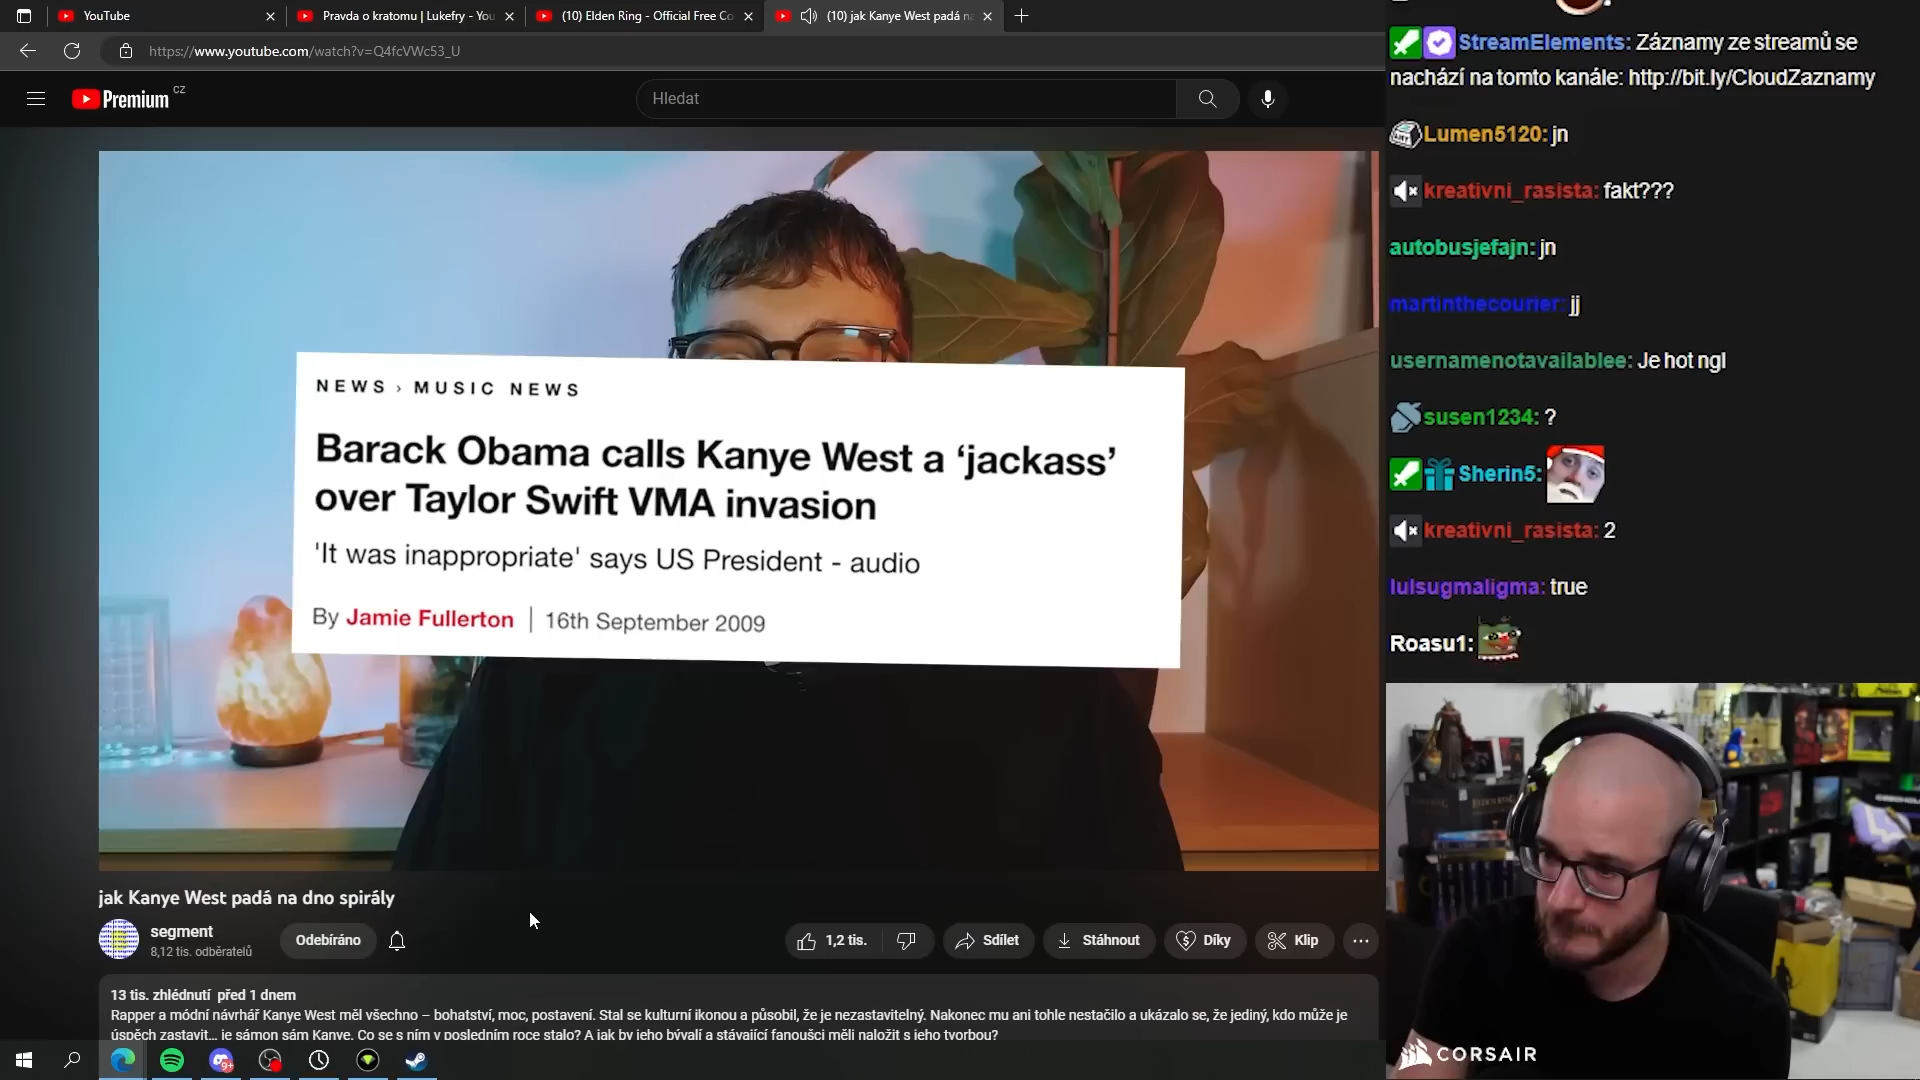 YouTube
Pravda o kratomu | Lukefry - You
(10) Elden Ring - Official Free Co
(10) jak Kanye West padá na
https://www.youtube.com/watch?v=Q4fcVWc53_U
Premium CZ
Hledat
NEWS › MUSIC NEWS
Barack Obama calls Kanye West a ‘jackass’
over Taylor Swift VMA invasion
'It was inappropriate' says US President - audio
By Jamie Fullerton | 16th September 2009
jak Kanye West padá na dno spirály
segment
8,12 tis. odběratelů
Odebíráno
1,2 tis.
Sdílet
Stáhnout
Díky
Klip
13 tis. zhlédnutí před 1 dnem
Rapper a módní návrhář Kanye West měl všechno – bohatství, moc, postavení. Stal se kulturní ikonou a působil, že je nezastavitelný. Nakonec mu ani tohle nestačilo a ukázalo se, že jediný, kdo může je
úspěch zastavit... je sámon sám Kanye. Co se s ním v posledním roce stalo? A jak by jeho bývalí a stávající fanoušci měli naložit s jeho tvorbou?
9+
StreamElements: Záznamy ze streamů se
nachází na tomto kanále: http://bit.ly/CloudZaznamy
Lumen5120: jn
kreativni_rasista: fakt???
autobusjefajn: jn
martinthecourier: jj
usernamenotavailablee: Je hot ngl
susen1234: ?
Sherin5:
kreativni_rasista: 2
lulsugmaligma: true
Roasu1:
CORSAIR